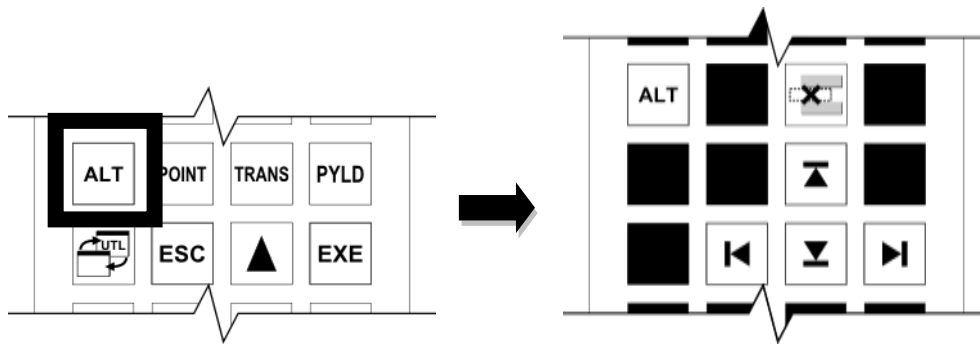 ALT POINT TRANS PYLD
UTL ESC EXE
ALT